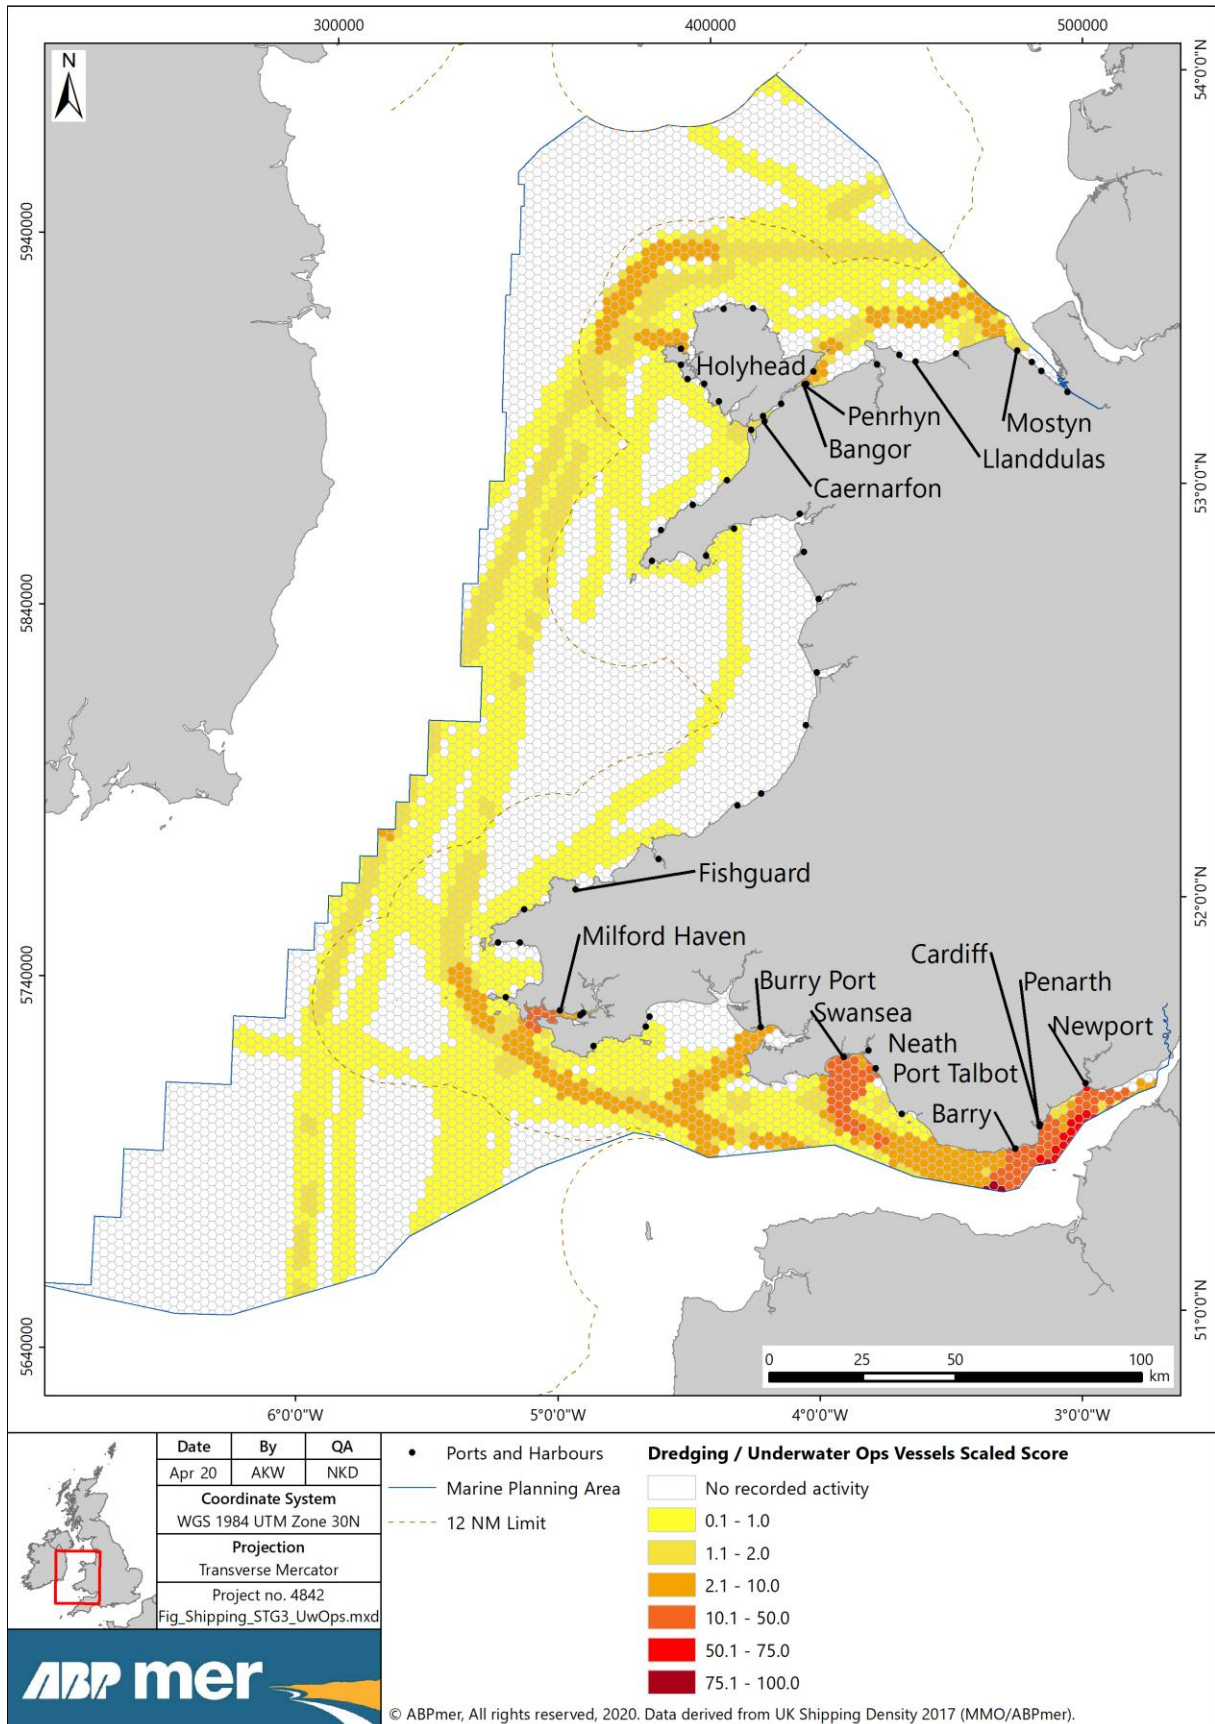 300000
400000
500000
N
54°0'0"N
5940000
Holyhead
Penrhyn
Mostyn
Bangor
Llanddulas
Caernarfon
53°0'0"N
5840000
52°0'0"N
Fishguard
Milford Haven
Cardiff
5740000
Burry Port
Penarth
Swansea
Newport
Neath
Port Talbot
Barry
51°0'0"N
5640000
0
25
50
100
km
6°0'0"W
5°0'0"W
4°0'0"W
3°0'0"W
Date
By
QA
Apr 20
AKW
NKD
Coordinate System
WGS 1984 UTM Zone 30N
Projection
Transverse Mercator
Project no. 4842
Fig_Shipping_STG3_UwOps.mxd
ABP mer
Ports and Harbours
Marine Planning Area
12 NM Limit
Dredging / Underwater Ops Vessels Scaled Score
No recorded activity
0.1 - 1.0
1.1 - 2.0
2.1 - 10.0
10.1 - 50.0
50.1 - 75.0
75.1 - 100.0
© ABPmer, All rights reserved, 2020. Data derived from UK Shipping Density 2017 (MMO/ABPmer).